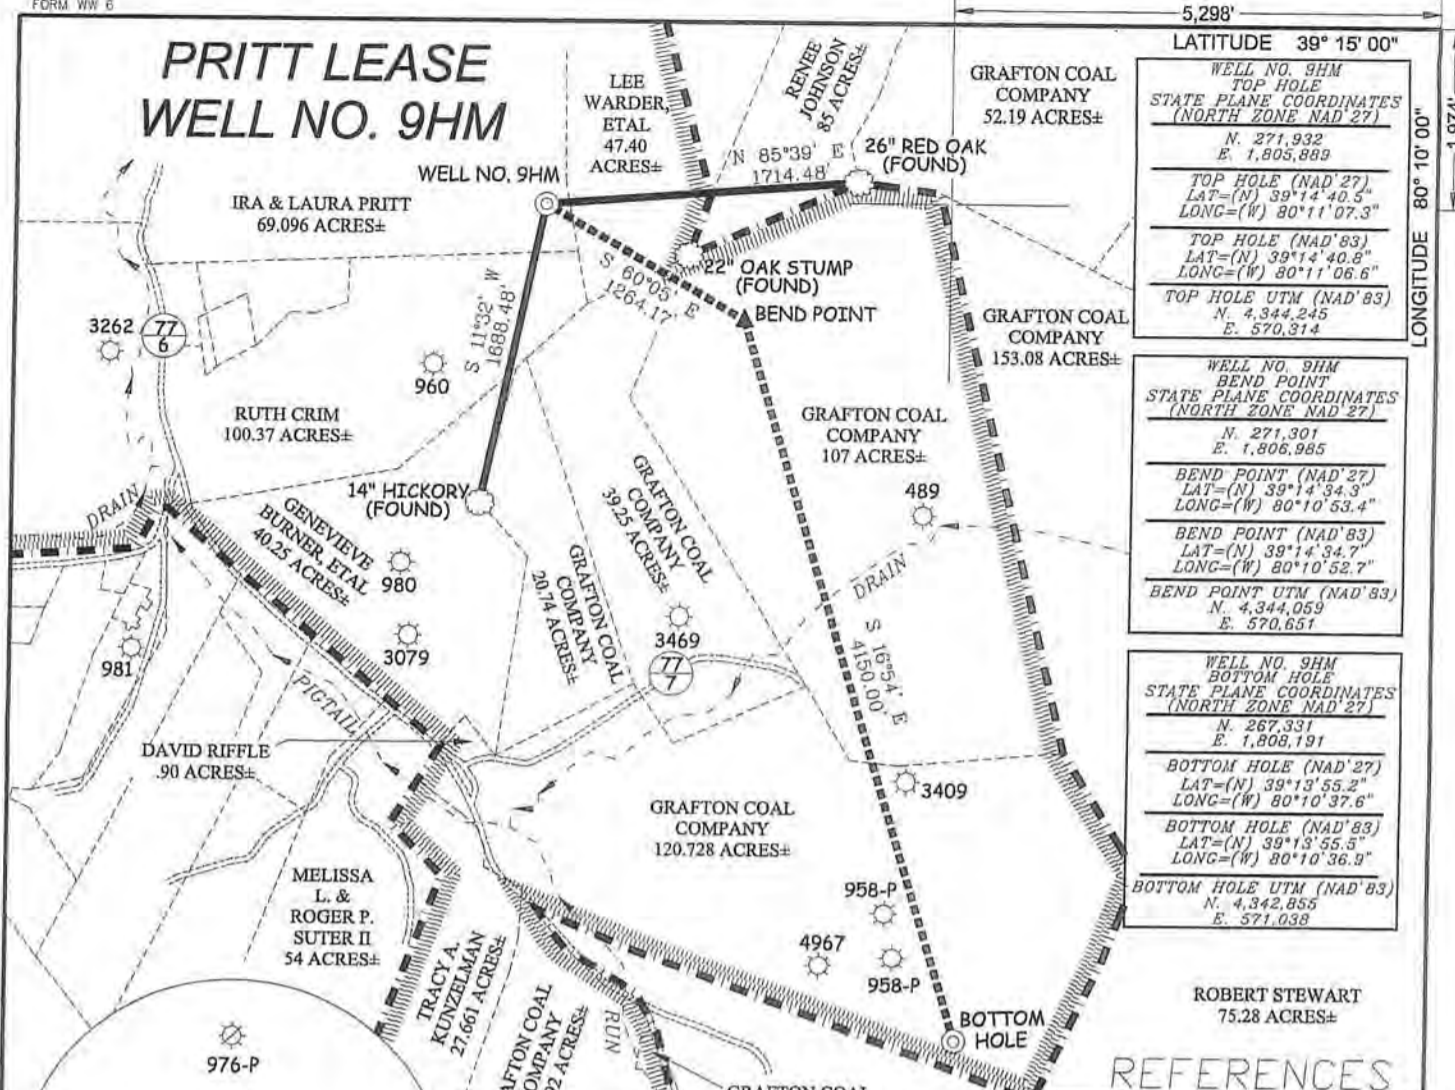 FORM WW 6
5,298'
PRITT LEASE
WELL NO. 9HM
LATITUDE 39° 15' 00"
LONGITUDE 80° 10' 00"
LEE
WARDER,
ETAL
47.40
ACRES±
RENEE
JOHNSON
85 ACRES±
GRAFTON COAL
COMPANY
52.19 ACRES±
26" RED OAK
(FOUND)
N 85°39' E
1714.48'
WELL NO. 9HM
IRA & LAURA PRITT
69.096 ACRES±
22" OAK STUMP
(FOUND)
S 60°05' E
1264.17'
BEND POINT
S 11°32' W
1688.48'
3262
77
6
960
GRAFTON COAL
COMPANY
153.08 ACRES±
RUTH CRIM
100.37 ACRES±
GRAFTON COAL
COMPANY
107 ACRES±
14" HICKORY
(FOUND)
DRAIN
GENEVIEVE
BURNER ETAL
40.25 ACRES±
GRAFTON COAL
COMPANY
39.25 ACRES±
489
DRAIN
980
GRAFTON COAL
COMPANY
20.74 ACRES±
3469
77
7
981
3079
PIGTAIL
S 16°54' E
4150.00'
DAVID RIFFLE
.90 ACRES±
3409
GRAFTON COAL
COMPANY
120.728 ACRES±
MELISSA
L. &
ROGER P.
SUTER II
54 ACRES±
TRACY A.
KUNZELMAN
27.661 ACRES±
958-P
4967
958-P
RUN
BOTTOM
HOLE
976-P
ROBERT STEWART
75.28 ACRES±
REFERENCES
WELL NO. 9HM
TOP HOLE
STATE PLANE COORDINATES
(NORTH ZONE NAD'27)
N. 271,932
E. 1,805,889
TOP HOLE (NAD'27)
LAT=(N) 39°14'40.5"
LONG=(W) 80°11'07.3"
TOP HOLE (NAD'83)
LAT=(N) 39°14'40.8"
LONG=(W) 80°11'06.6"
TOP HOLE UTM (NAD'83)
N. 4,344,245
E. 570,314
WELL NO. 9HM
BEND POINT
STATE PLANE COORDINATES
(NORTH ZONE NAD'27)
N. 271,301
E. 1,806,985
BEND POINT (NAD'27)
LAT=(N) 39°14'34.3"
LONG=(W) 80°10'53.4"
BEND POINT (NAD'83)
LAT=(N) 39°14'34.7"
LONG=(W) 80°10'52.7"
BEND POINT UTM (NAD'83)
N. 4,344,059
E. 570,651
WELL NO. 9HM
BOTTOM HOLE
STATE PLANE COORDINATES
(NORTH ZONE NAD'27)
N. 267,331
E. 1,808,191
BOTTOM HOLE (NAD'27)
LAT=(N) 39°13'55.2"
LONG=(W) 80°10'37.6"
BOTTOM HOLE (NAD'83)
LAT=(N) 39°13'55.5"
LONG=(W) 80°10'36.9"
BOTTOM HOLE UTM (NAD'83)
N. 4,342,855
E. 571,038